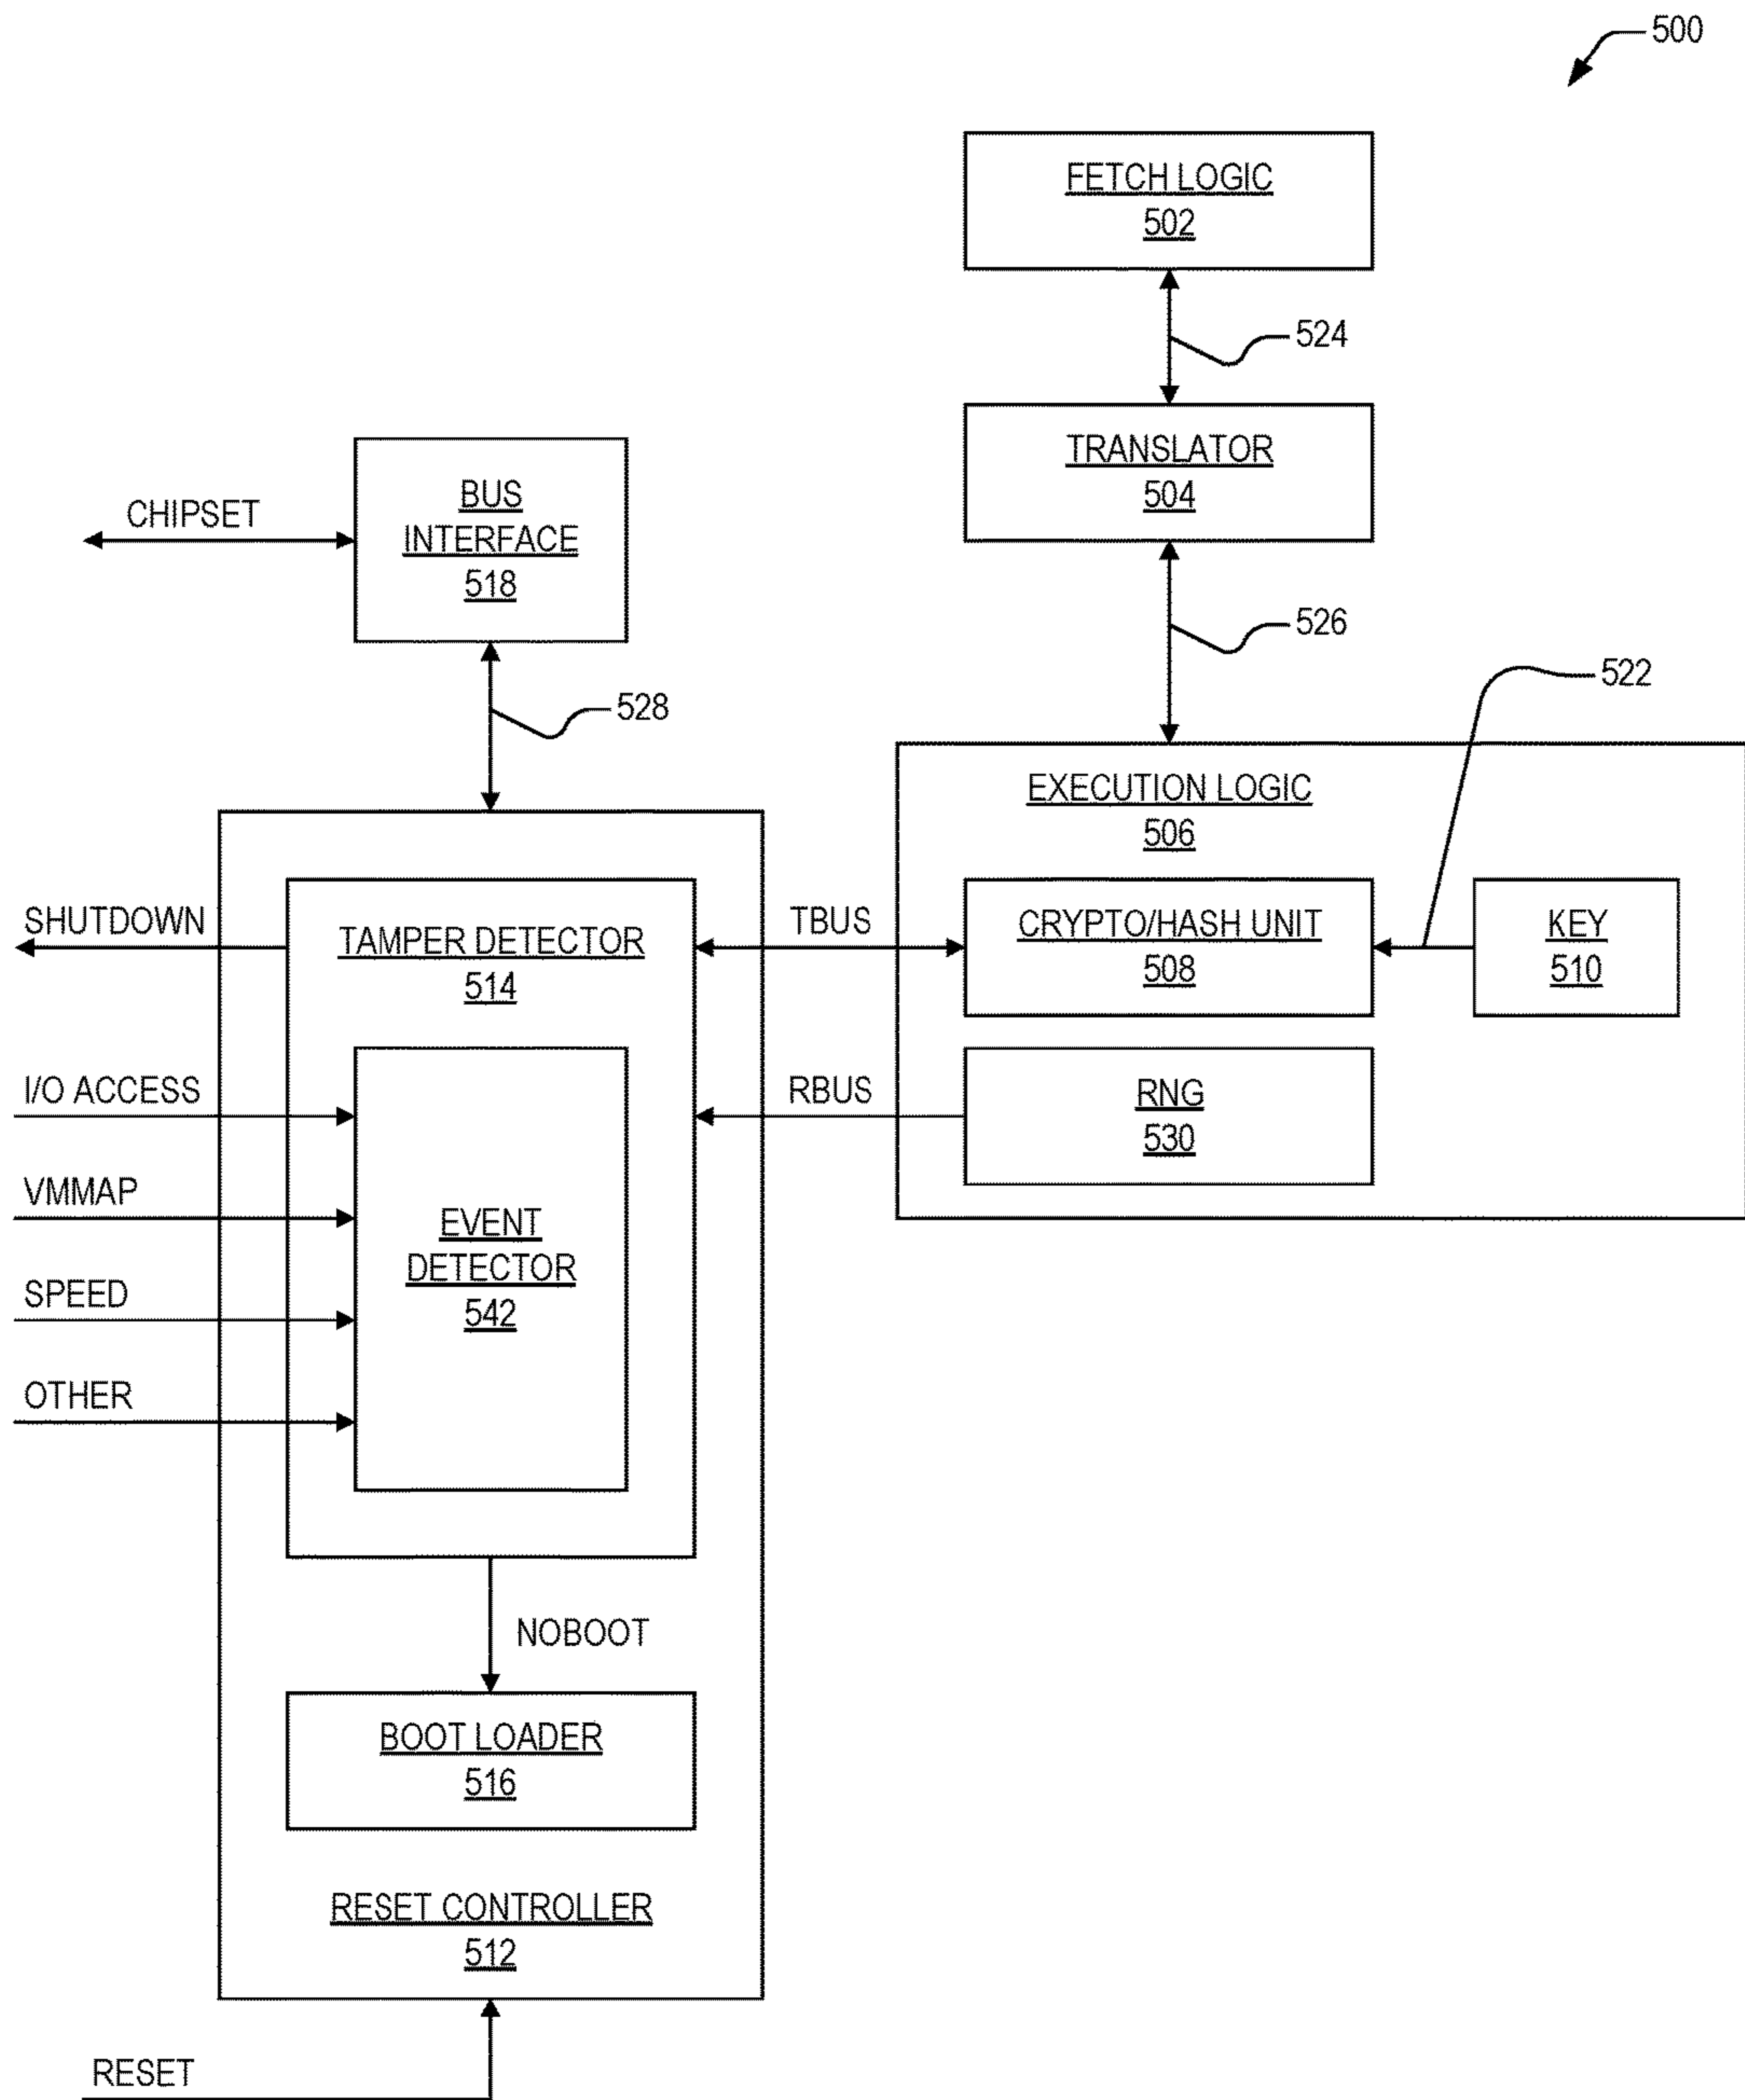 500
FETCH LOGIC
502
524
TRANSLATOR
504
BUS
INTERFACE
518
CHIPSET
526
522
528
EXECUTION LOGIC
506
SHUTDOWN
TAMPER DETECTOR
514
TBUS
CRYPTO/HASH UNIT
508
KEY
510
I/O ACCESS
RBUS
RNG
530
VMMAP
EVENT
DETECTOR
542
SPEED
OTHER
NOBOOT
BOOT LOADER
516
RESET CONTROLLER
512
RESET